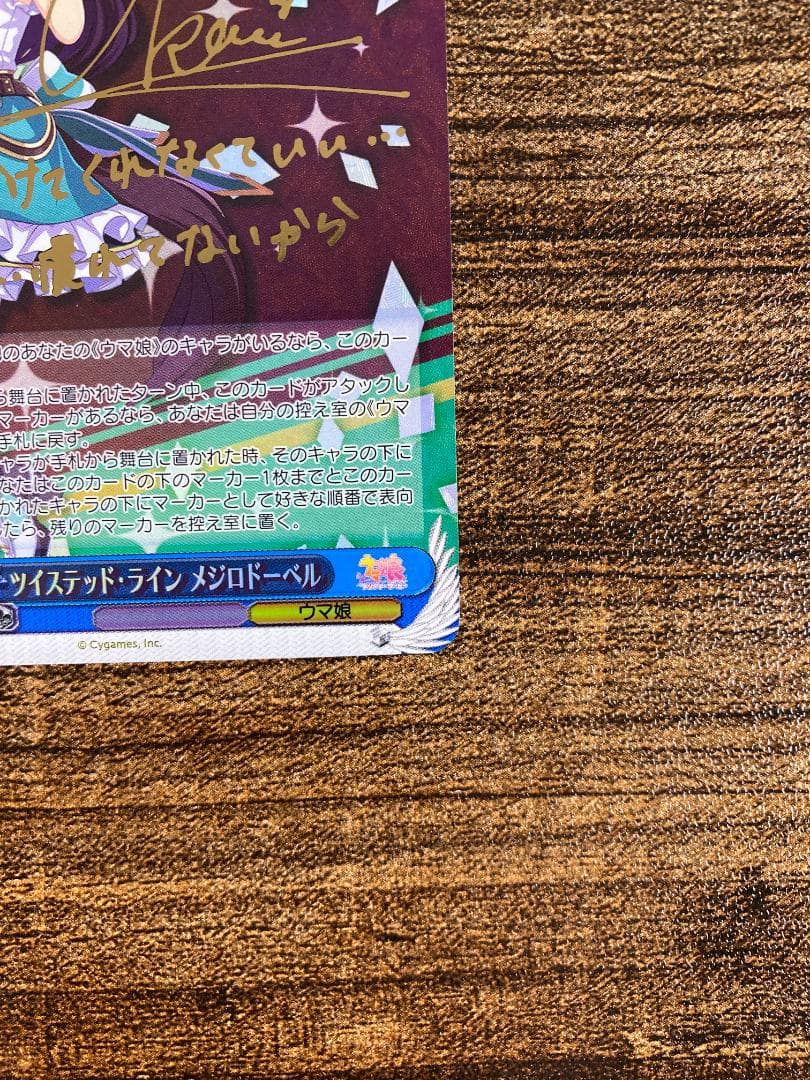 けてくれなくていい…
慣れてないから
のあなたの《ウマ娘》のキャラがいるなら、このカー
舞台に置かれたターン中、このカードがアタックし
マーカーがあるなら、あなたは自分の控え室の《ウマ
手札に戻す。
ャラが手札から舞台に置かれた時、そのキャラの下に
なたはこのカードの下のマーカー1枚までとこのカー
かれたキャラの下にマーカーとして好きな順番で表向
したら、残りのマーカーを控え室に置く。
ツイステッド・ライン メジロドーベル
ウマ娘
ウマ娘
© Cygames, Inc.